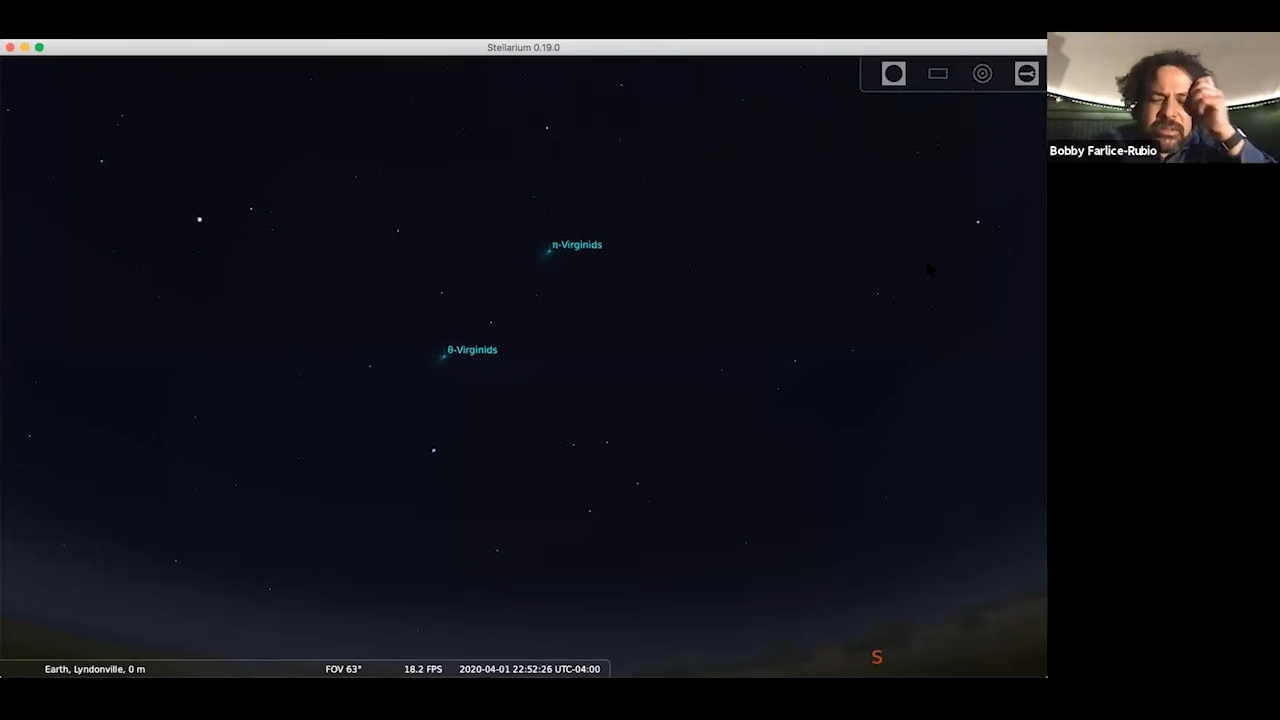 Stellarium 0.19.0
Bobby Farlice-Rubio
π-Virginids
θ-Virginids
S
Earth, Lyndonville, 0 m FOV 63° 18.2 FPS 2020-04-01 22:52:26 UTC-04:00